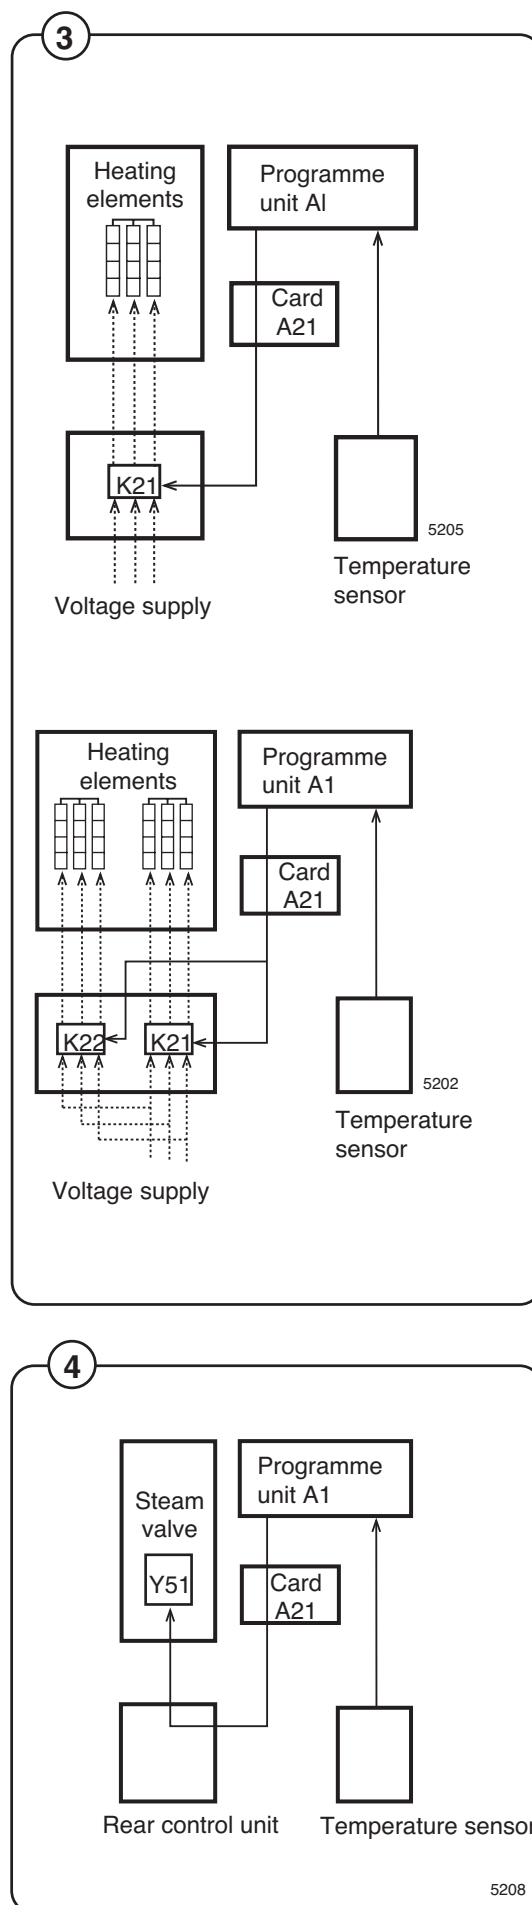 3
Heating
elements
Programme
unit AI
Card
A21
K21
5205
Temperature
sensor
Voltage supply
Heating
elements
Programme
unit A1
Card
A21
K22
K21
5202
Temperature
sensor
Voltage supply
4
Steam
valve
Programme
unit A1
Y51
Card
A21
Rear control unit
Temperature sensor
5208